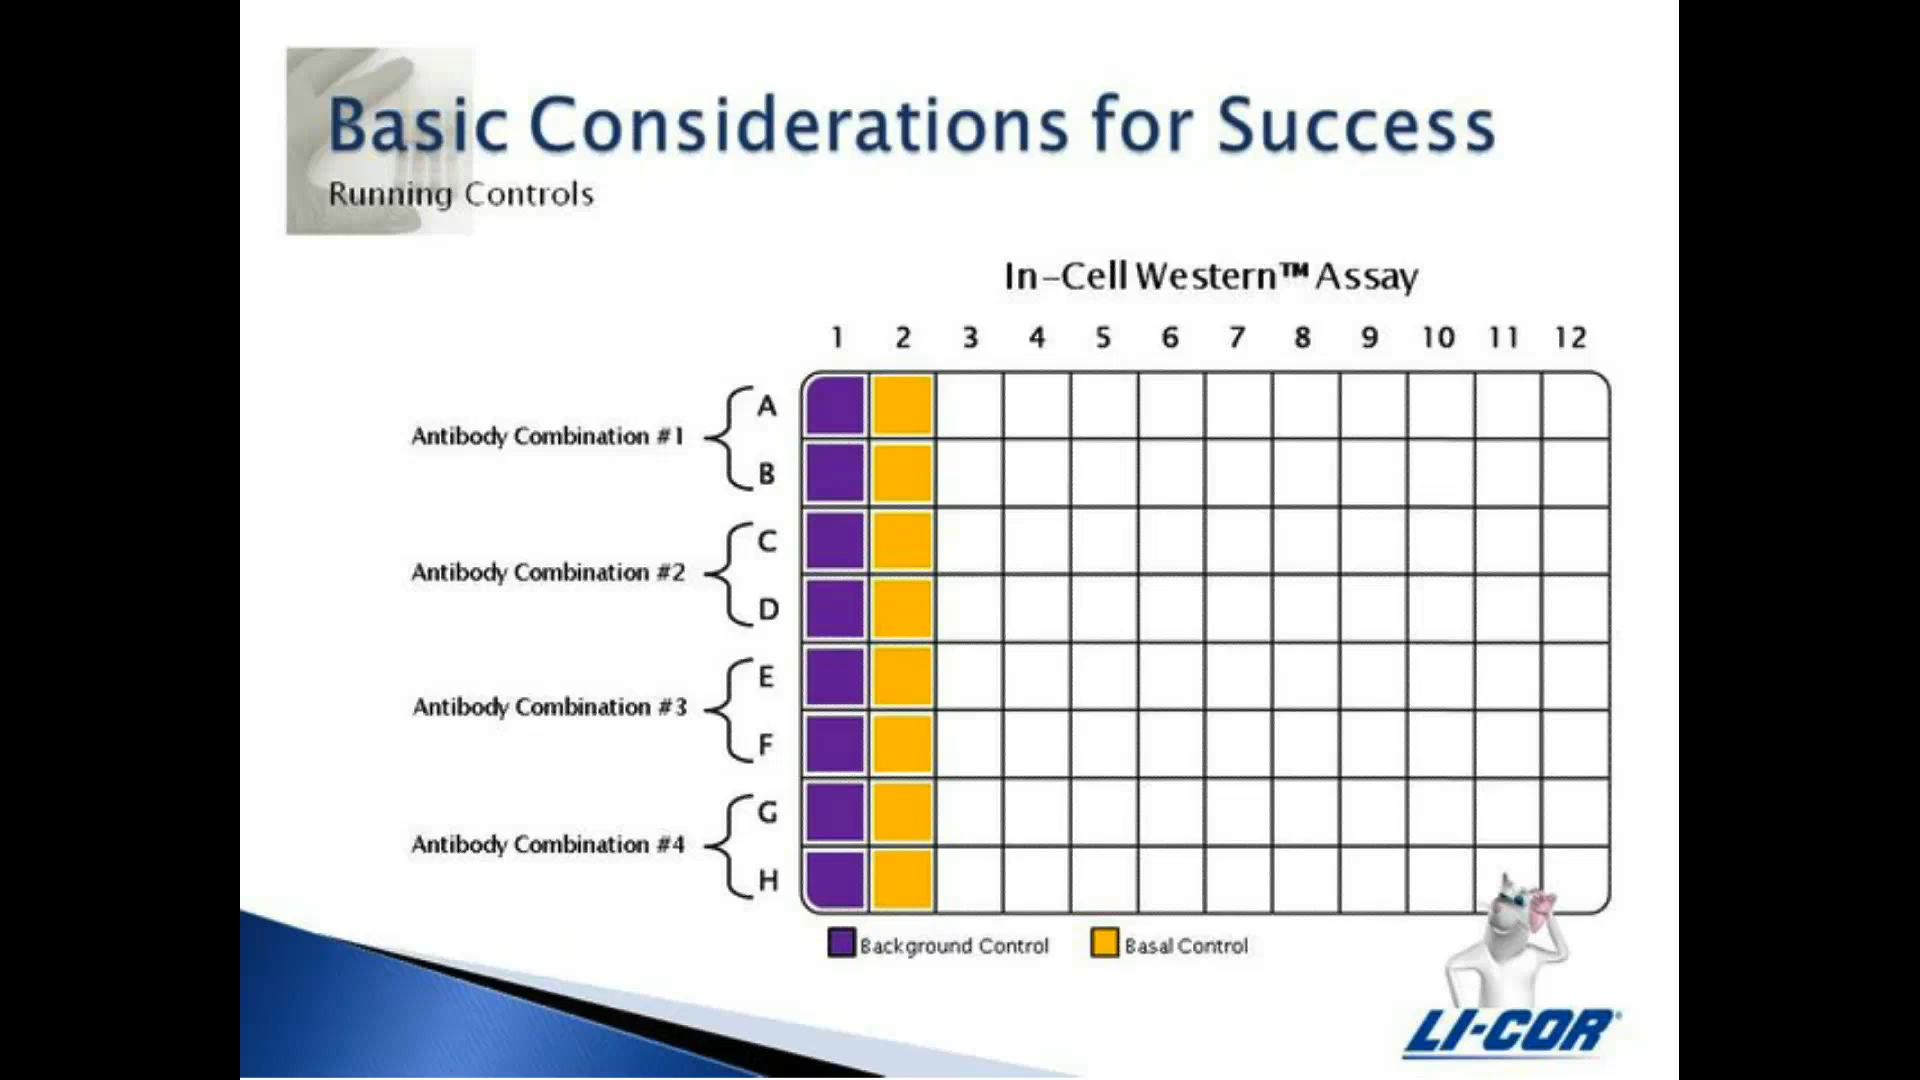 Basic Considerations for Success
Running Controls
In-Cell Western™ Assay
1 2 3 4 5 6 7 8 9 10 11 12
Antibody Combination #1
A
B
Antibody Combination #2
C
D
Antibody Combination #3
E
F
Antibody Combination #4
G
H
Background Control Basal Control
LI-COR®